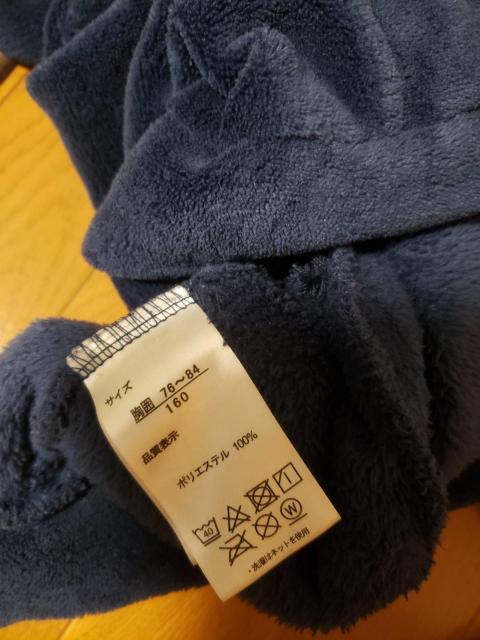 サイズ
胸囲 76～84
160
品質表示
ポリエステル 100%
40
W
・洗濯はネットを使用